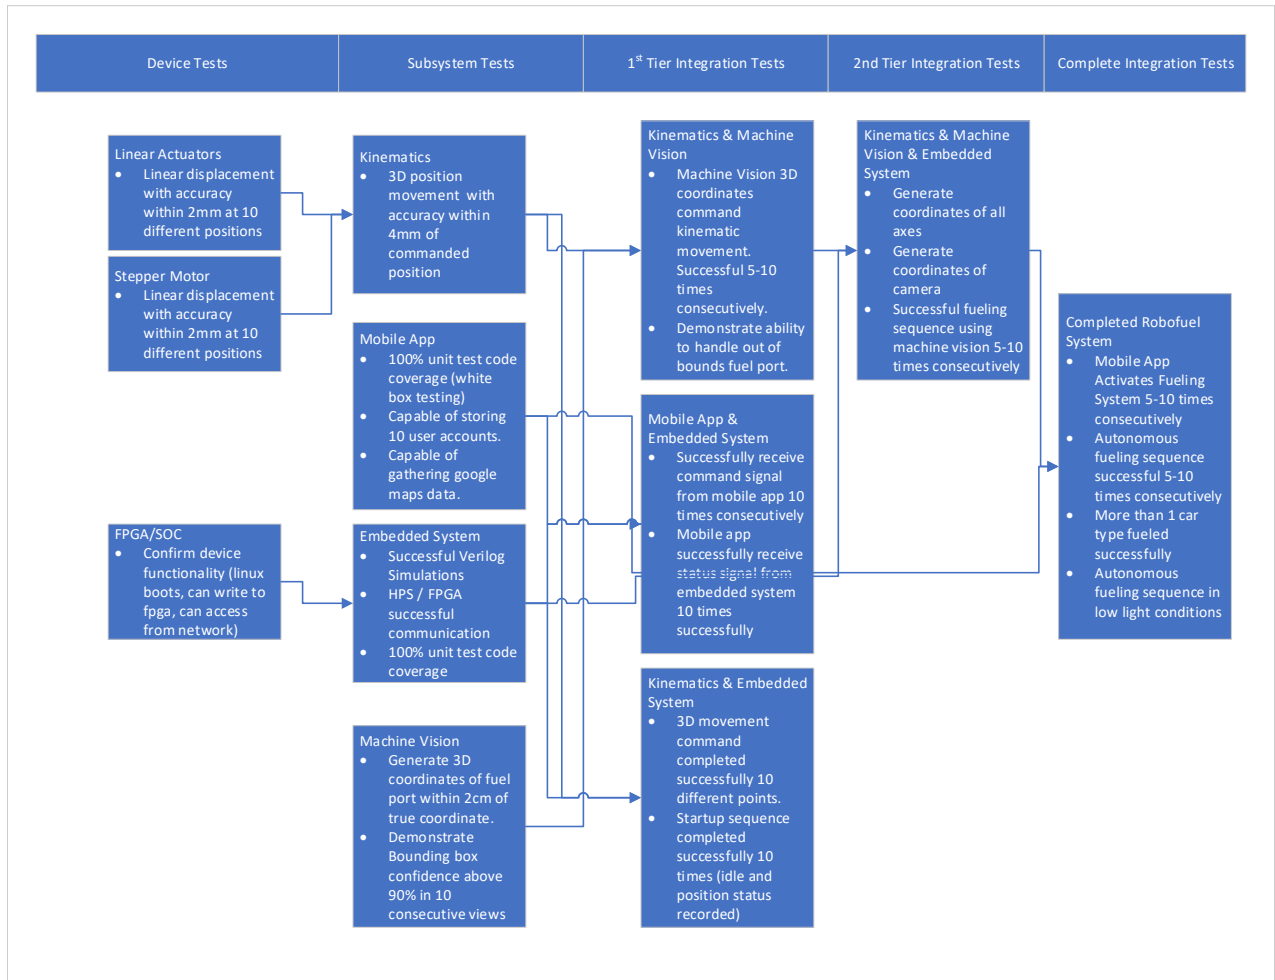 Device Tests
Subsystem Tests
1st Tier Integration Tests
2nd Tier Integration Tests
Complete Integration Tests
Linear Actuators
• Linear displacement
with accuracy
within 2mm at 10
different positions
Stepper Motor
• Linear displacement
with accuracy
within 2mm at 10
different positions
FPGA/SOC
• Confirm device
functionality (linux
boots, can write to
fpga, can access
from network)
Kinematics
• 3D position
movement with
accuracy within
4mm of
commanded
position
Mobile App
• 100% unit test code
coverage (white
box testing)
• Capable of storing
10 user accounts.
• Capable of
gathering google
maps data.
Embedded System
• Successful Verilog
Simulations
• HPS / FPGA
successful
communication
• 100% unit test code
coverage
Machine Vision
• Generate 3D
coordinates of fuel
port within 2cm of
true coordinate.
• Demonstrate
Bounding box
confidence above
90% in 10
consecutive views
Kinematics & Machine
Vision
• Machine Vision 3D
coordinates
command
kinematic
movement.
Successful 5-10
times
consecutively.
• Demonstrate ability
to handle out of
bounds fuel port.
Mobile App &
Embedded System
• Successfully receive
command signal
from mobile app 10
times consecutively
• Mobile app
successfully receive
status signal from
embedded system
10 times
successfully
Kinematics & Embedded
System
• 3D movement
command
completed
successfully 10
different points.
• Startup sequence
completed
successfully 10
times (idle and
position status
recorded)
Kinematics & Machine
Vision & Embedded
System
• Generate
coordinates of all
axes
• Generate
coordinates of
camera
• Successful fueling
sequence using
machine vision 5-10
times consecutively
Completed Robofuel
System
• Mobile App
Activates Fueling
System 5-10 times
consecutively
• Autonomous
fueling sequence
successful 5-10
times consecutively
• More than 1 car
type fueled
successfully
• Autonomous
fueling sequence in
low light conditions